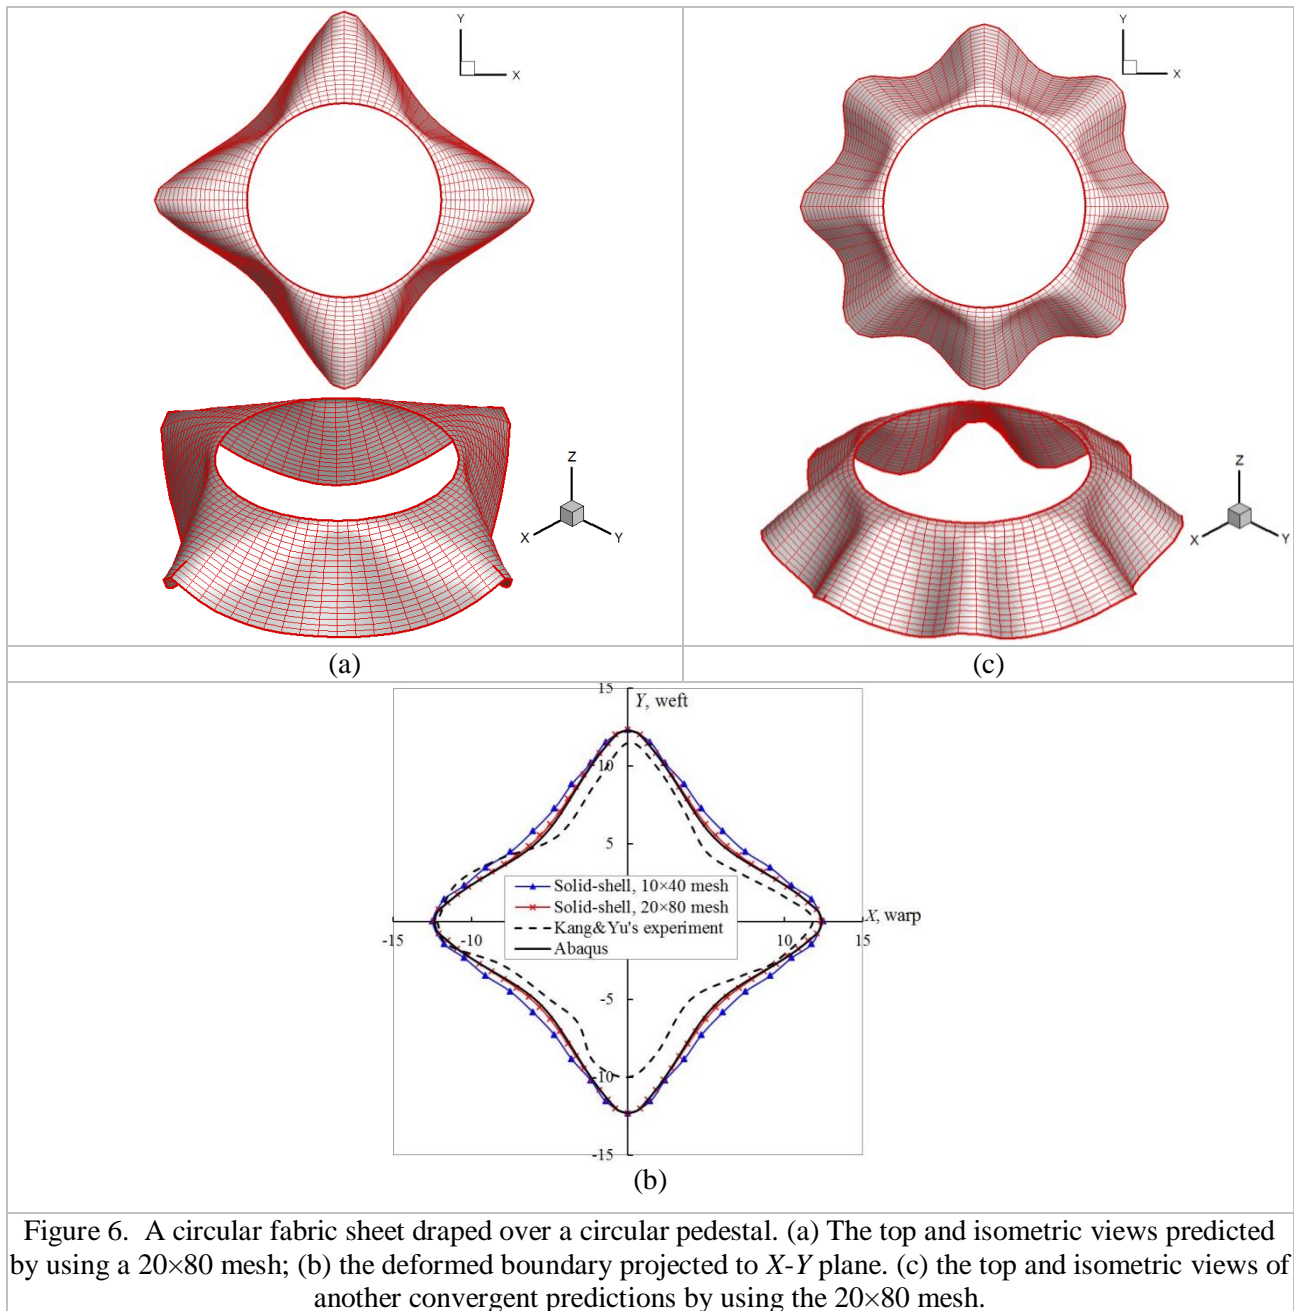 Y
X
Z
X
Y
(a)
Y
X
Z
X
Y
(c)
15
Y, weft
10
5
Solid-shell, 10×40 mesh
Solid-shell, 20×80 mesh
Kang&Yu's experiment
Abaqus
X, warp
-15
-10
10
15
-5
-10
-15
(b)
Figure 6. A circular fabric sheet draped over a circular pedestal. (a) The top and isometric views predicted
by using a 20×80 mesh; (b) the deformed boundary projected to X-Y plane. (c) the top and isometric views of
another convergent predictions by using the 20×80 mesh.